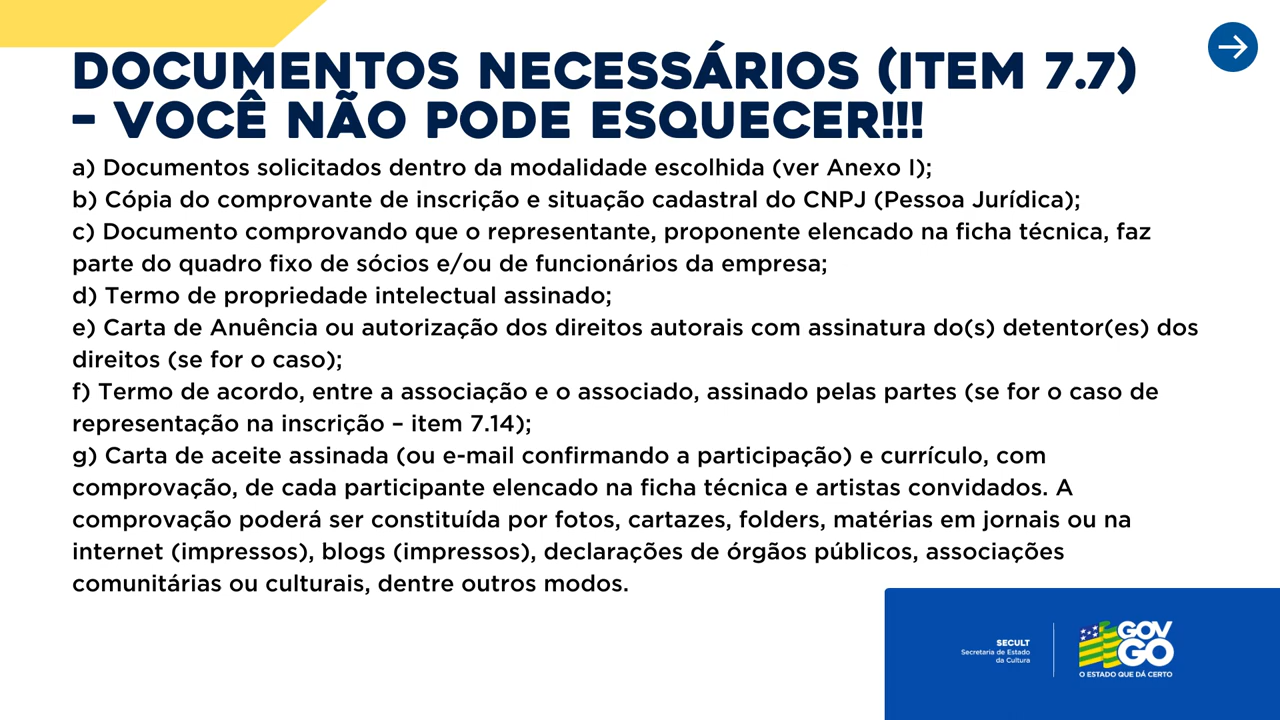 DOCUMENTOS NECESSÁRIOS (ITEM 7.7)
– VOCÊ NÃO PODE ESQUECER!!!
a) Documentos solicitados dentro da modalidade escolhida (ver Anexo I);
b) Cópia do comprovante de inscrição e situação cadastral do CNPJ (Pessoa Jurídica);
c) Documento comprovando que o representante, proponente elencado na ficha técnica, faz
parte do quadro fixo de sócios e/ou de funcionários da empresa;
d) Termo de propriedade intelectual assinado;
e) Carta de Anuência ou autorização dos direitos autorais com assinatura do(s) detentor(es) dos
direitos (se for o caso);
f) Termo de acordo, entre a associação e o associado, assinado pelas partes (se for o caso de
representação na inscrição – item 7.14);
g) Carta de aceite assinada (ou e-mail confirmando a participação) e currículo, com
comprovação, de cada participante elencado na ficha técnica e artistas convidados. A
comprovação poderá ser constituída por fotos, cartazes, folders, matérias em jornais ou na
internet (impressos), blogs (impressos), declarações de órgãos públicos, associações
comunitárias ou culturais, dentre outros modos.
SECULT
Secretaria de Estado
da Cultura
GOV
GO
O ESTADO QUE DÁ CERTO